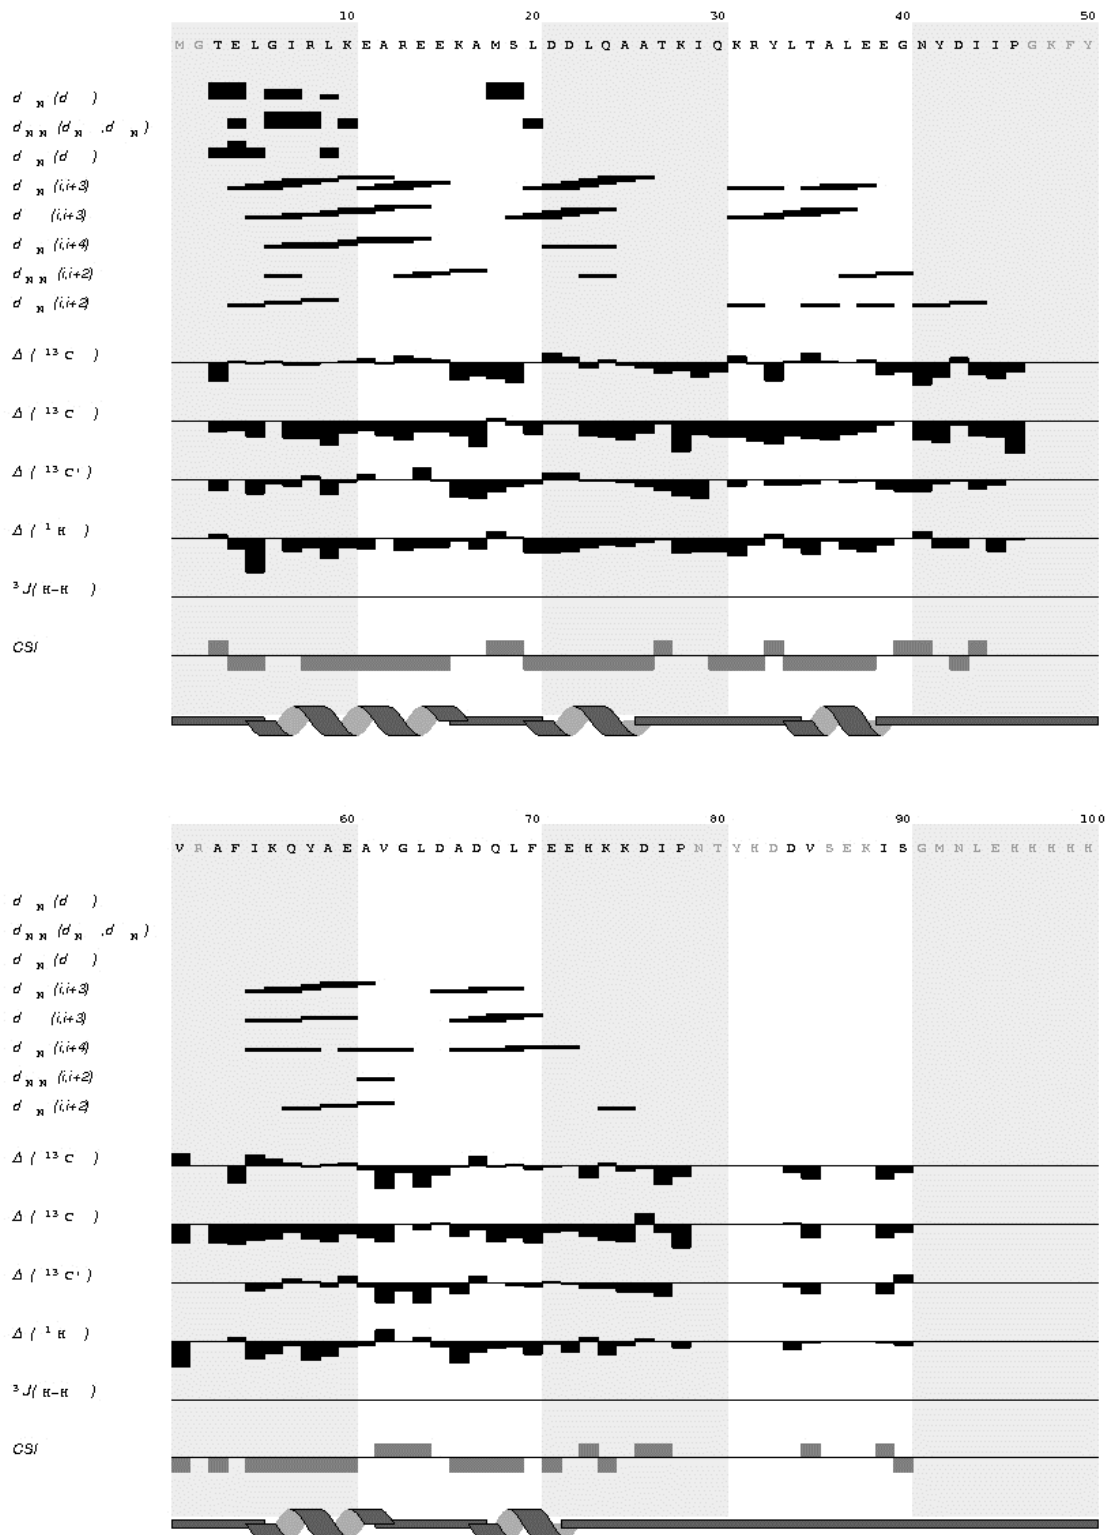 10 20 30 40 50
M G T E L G I R L K E A R E E K A M S L D D L Q A A T K I Q K R Y L T A L E E G N Y D I I P G K F Y
d N (d )
d N N (d N ,d N )
d N (d )
d N (i,i+3)
d (i,i+3)
d N (i,i+4)
d N N (i,i+2)
d N (i,i+2)
Δ ( 13 C )
Δ ( 13 C )
Δ ( 13 C' )
Δ ( 1 H )
3 J( H-H )
CSI
60 70 80 90 100
V R A F I K Q Y A E A V G L D A D Q L F E E H K K D I P N T Y H D D V S E K I S G M N L E H H H H H
d N (d )
d N N (d N ,d N )
d N (d )
d N (i,i+3)
d (i,i+3)
d N (i,i+4)
d N N (i,i+2)
d N (i,i+2)
Δ ( 13 C )
Δ ( 13 C )
Δ ( 13 C' )
Δ ( 1 H )
3 J( H-H )
CSI